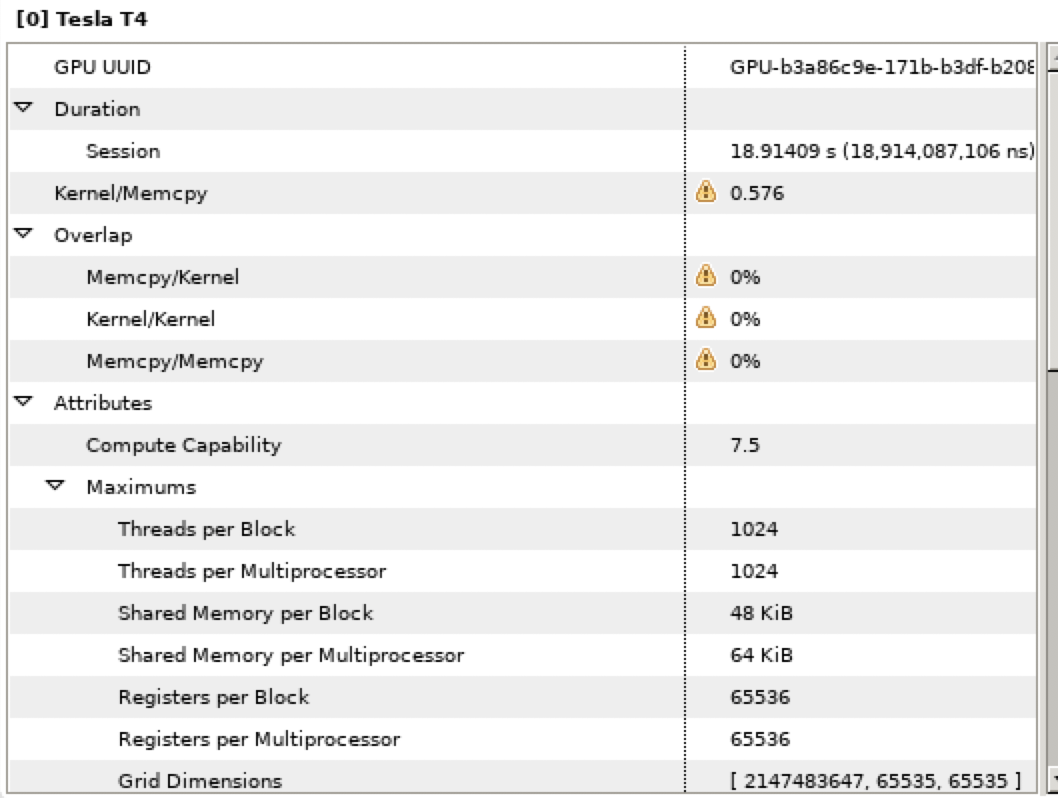 [0] Tesla T4
GPU UUID GPU-b3a86c9e-171b-b3df-b208
Duration
Session 18.91409 s (18,914,087,106 ns)
Kernel/Memcpy 0.576
Overlap
Memcpy/Kernel 0%
Kernel/Kernel 0%
Memcpy/Memcpy 0%
Attributes
Compute Capability 7.5
Maximums
Threads per Block 1024
Threads per Multiprocessor 1024
Shared Memory per Block 48 KiB
Shared Memory per Multiprocessor 64 KiB
Registers per Block 65536
Registers per Multiprocessor 65536
Grid Dimensions [ 2147483647, 65535, 65535 ]